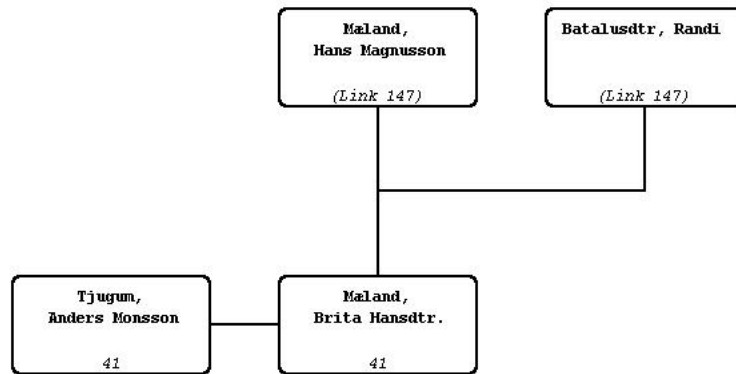 Mæland,
Hans Magnusson
(Link 147)
Batalusdtr, Randi
(Link 147)
Tjugum,
Anders Monsson
41
Mæland,
Brita Hansdtr.
41